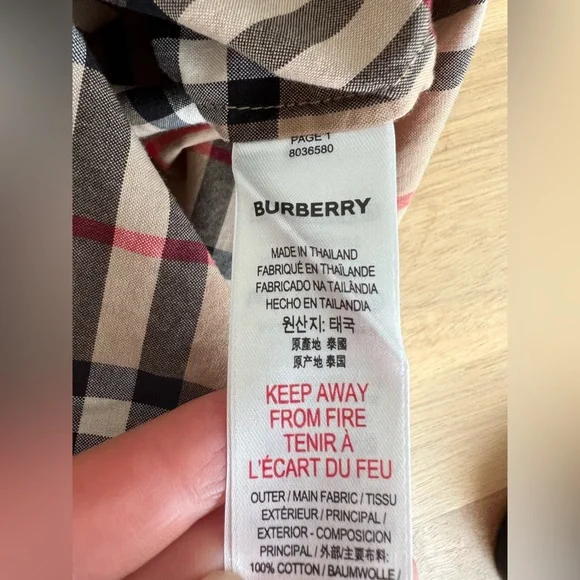 PAGE 1
8036580
BURBERRY
MADE IN THAILAND
FABRIQUÉ EN THAÏLANDE
FABRICADO NA TAILÂNDIA
HECHO EN TAILANDIA
원산지: 태국
原產地 泰國
原产地 泰国
KEEP AWAY
FROM FIRE
TENIR À
L'ÉCART DU FEU
OUTER / MAIN FABRIC / TISSU
EXTÉRIEUR / PRINCIPAL /
EXTERIOR - COMPOSICION
PRINCIPAL / 外部/主要布料:
100% COTTON / BAUMWOLLE /